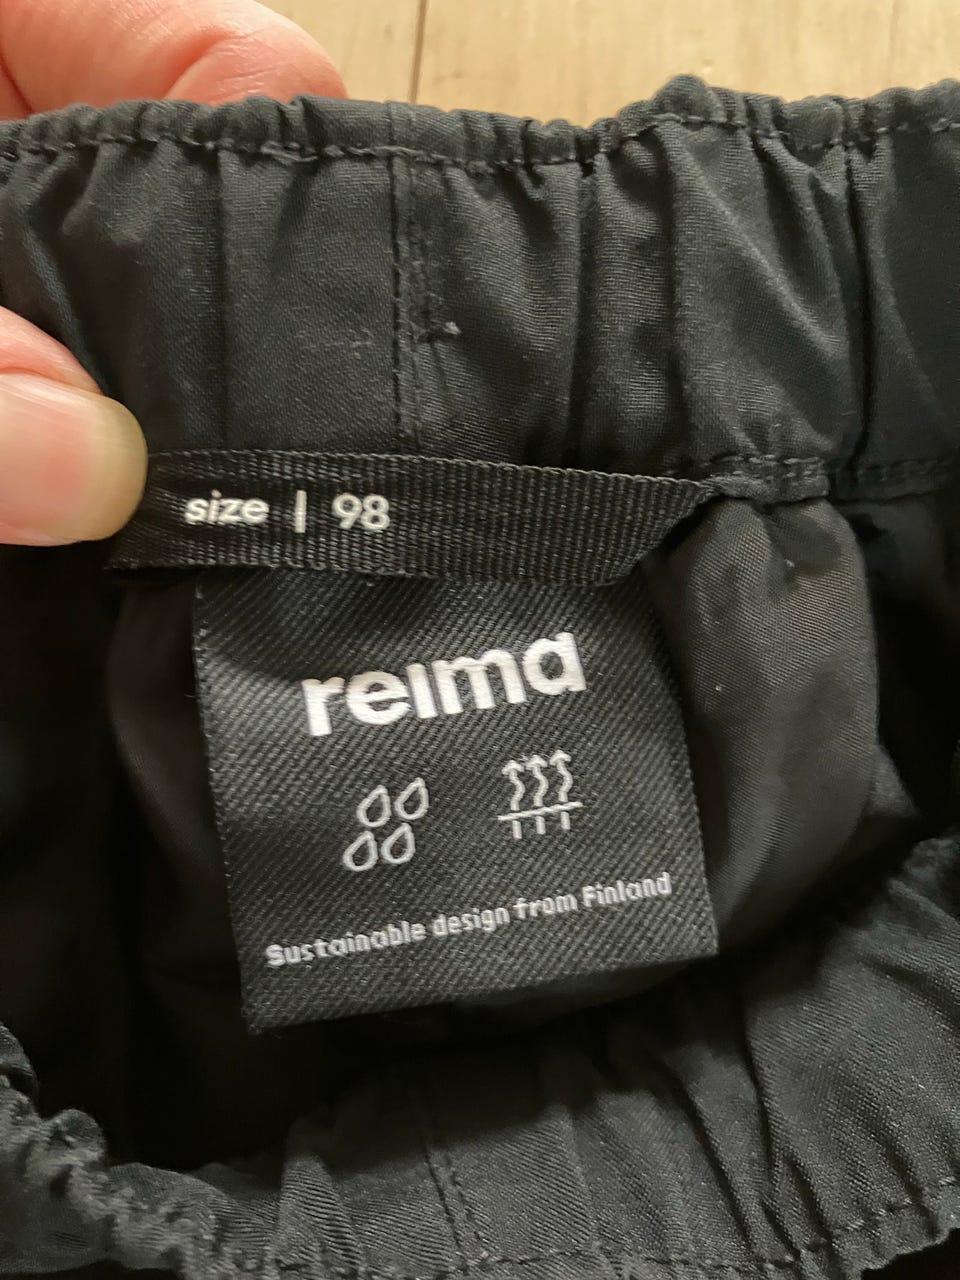 size | 98
reima
Sustainable design from Finland